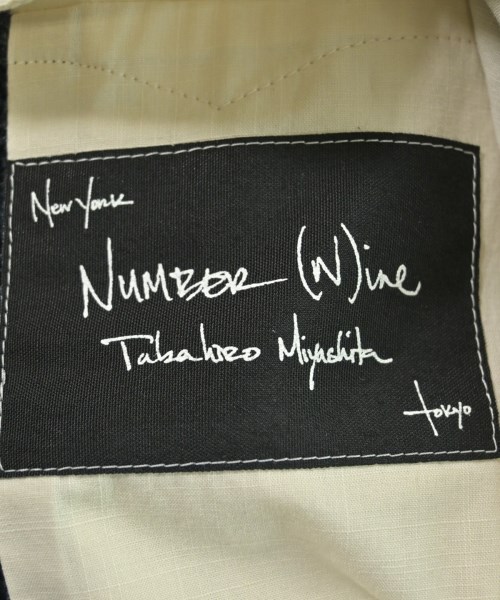 New York
NUMBER (N)ine
Takahiro Miyashita
tokyo